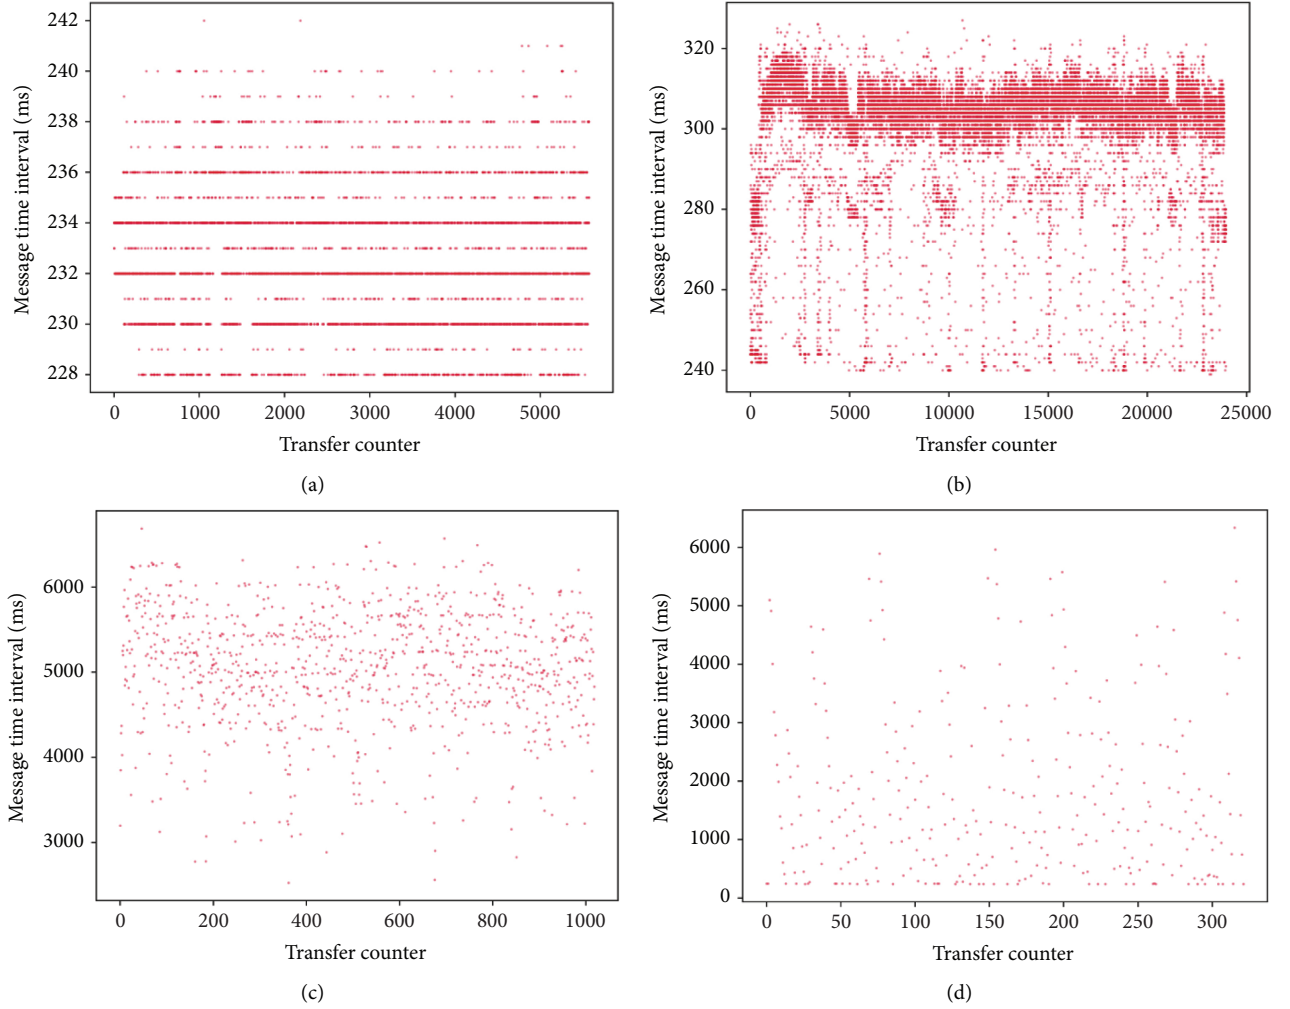 242
240
238
236
234
232
230
228
Message time interval (ms)
0 1000 2000 3000 4000 5000
Transfer counter
(a)
320
300
280
260
240
Message time interval (ms)
0 5000 10000 15000 20000 25000
Transfer counter
(b)
6000
5000
4000
3000
Message time interval (ms)
0 200 400 600 800 1000
Transfer counter
(c)
6000
5000
4000
3000
2000
1000
0
Message time interval (ms)
0 50 100 150 200 250 300
Transfer counter
(d)